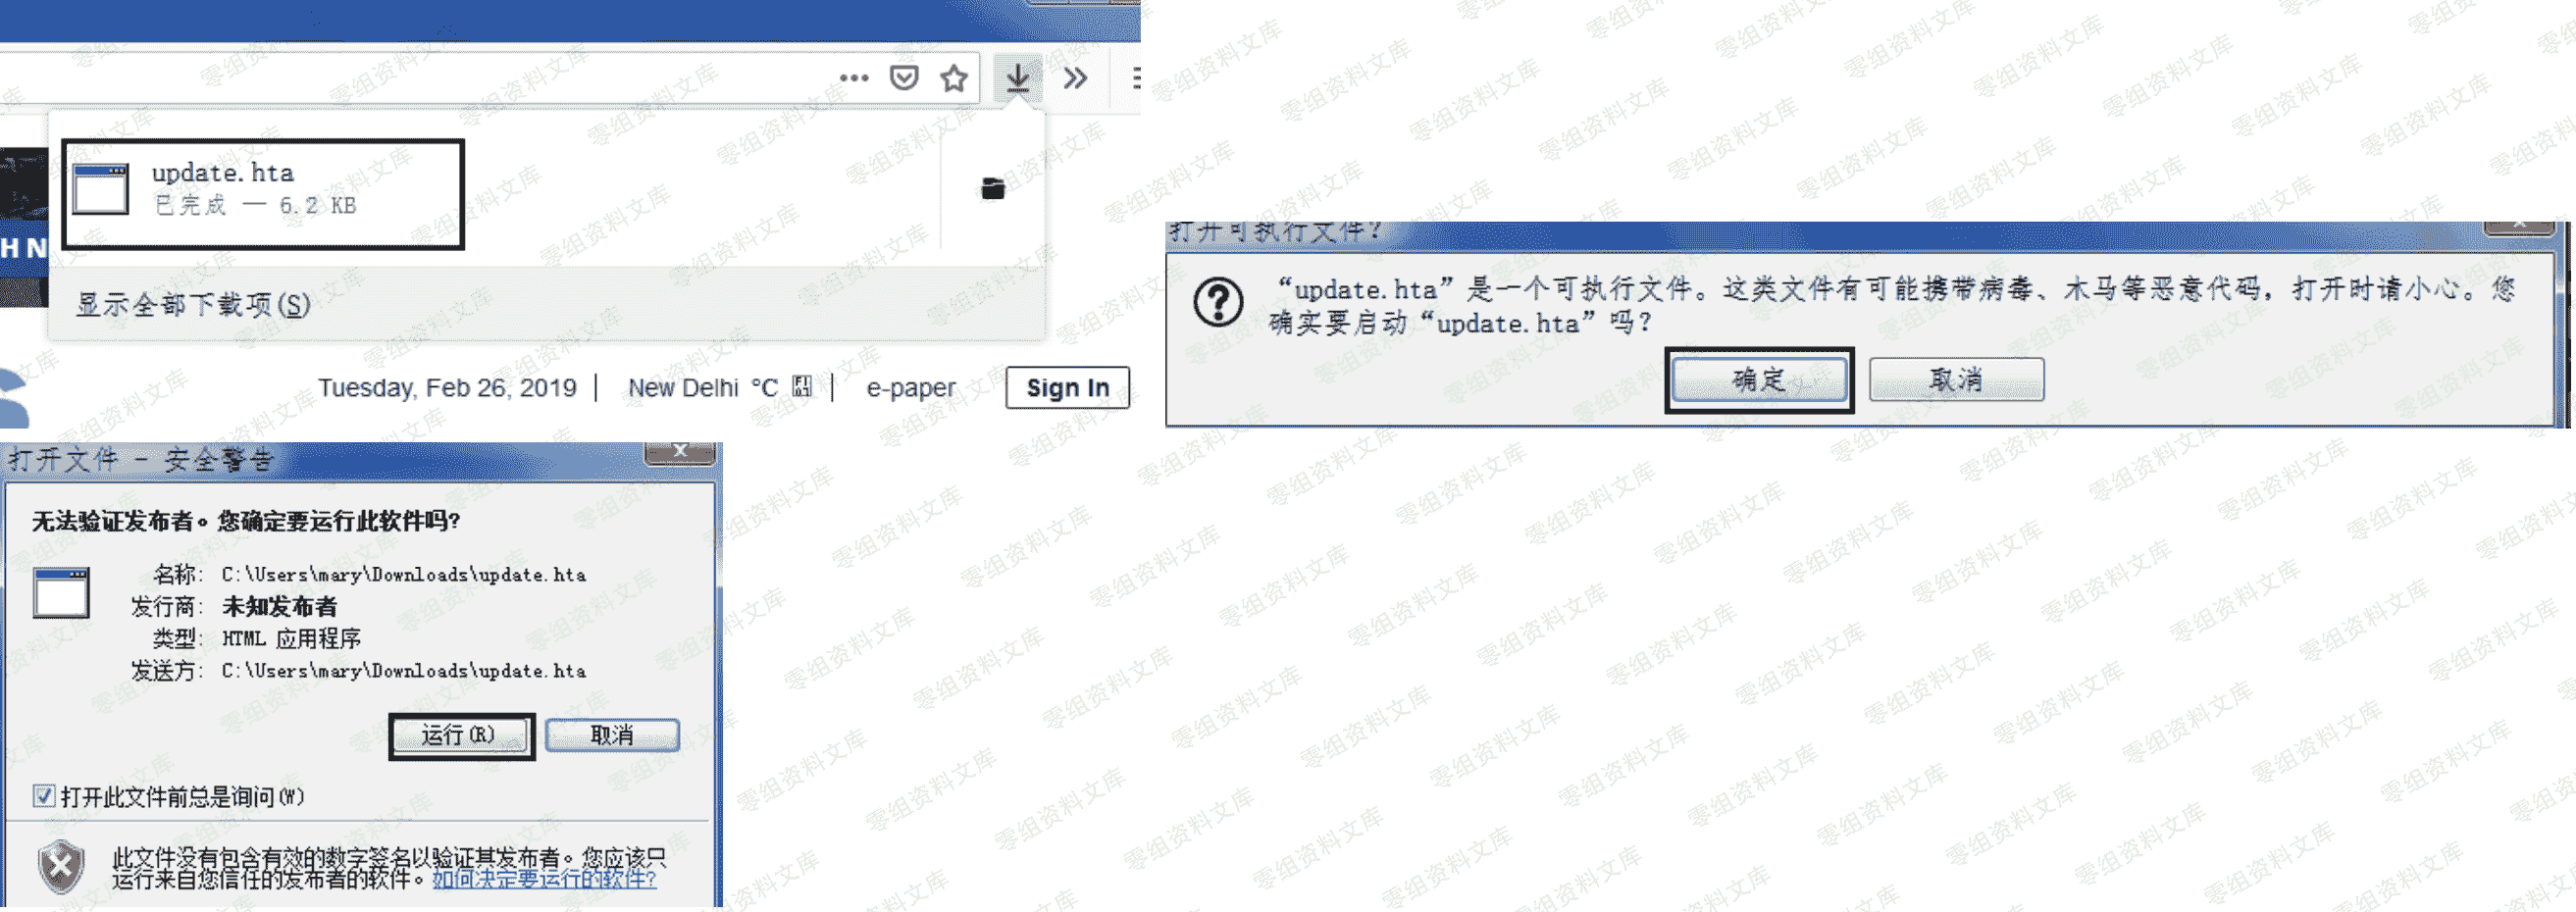 update.hta
已完成 — 6.2 KB
H N
显示全部下载项(S)
Tuesday, Feb 26, 2019 | New Delhi °C | e-paper Sign In
打开可执行文件?
“update.hta”是一个可执行文件。这类文件有可能携带病毒、木马等恶意代码，打开时请小心。您
确实要启动“update.hta”吗?
确定 取消
打开文件 - 安全警告
无法验证发布者。您确定要运行此软件吗?
名称: C:\Users\mary\Downloads\update.hta
发行商: 未知发布者
类型: HTML 应用程序
发送方: C:\Users\mary\Downloads\update.hta
运行(R) 取消
打开此文件前总是询问(W)
此文件没有包含有效的数字签名以验证其发布者。您应该只
运行来自您信任的发布者的软件。如何决定要运行的软件?
零组资料文库